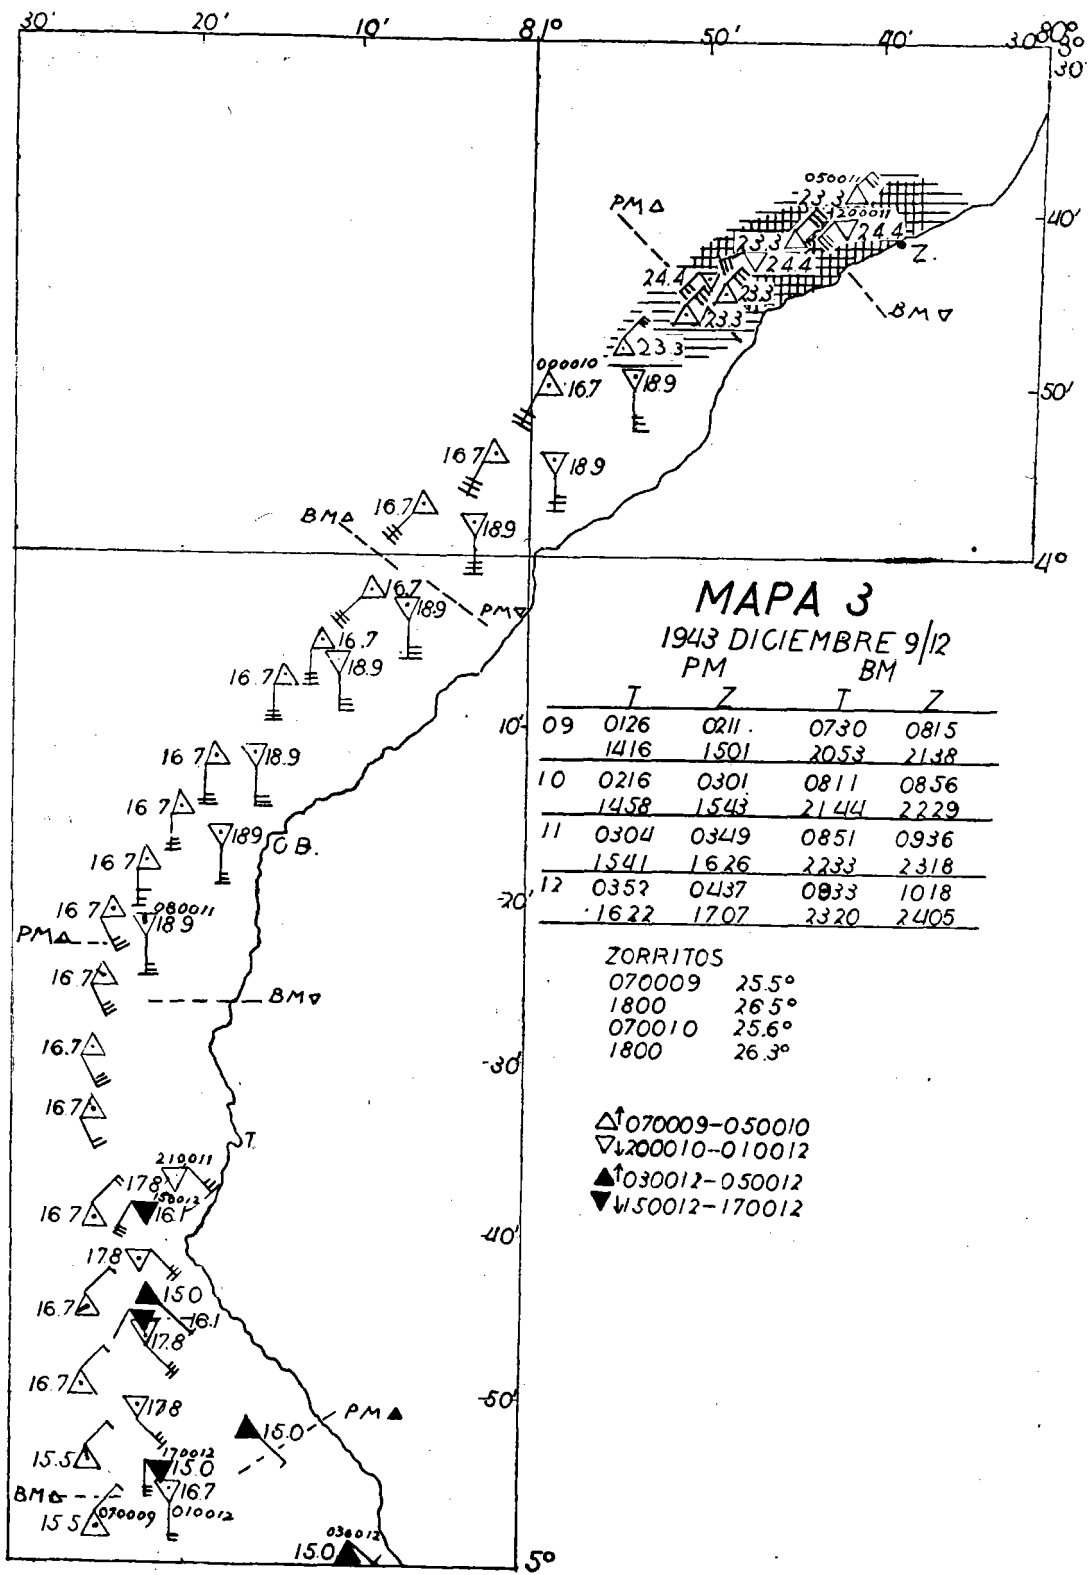 30' 20' 10' 81° 50' 40' 30' 80° 3°
30'
050011
23.3
PM△
40'
200011
24.4
23.3
Z.
24.4
24.4
23.3
BM▽
23.3
23.3
000010
16.7
18.9
50'
16.7
18.9
16.7
BM△
18.9
4°
16.7
18.9
PM▽
MAPA 3
16.7
1943 DICIEMBRE 9/12
18.9
PM BM
16.7
T Z T Z
09 0126 0211 0730 0815
10'
1416 1501 2053 2138
16.7
18.9
10 0216 0301 0811 0856
16.7
1458 1543 2144 2229
18.9
C B.
11 0304 0349 0851 0936
16.7
1541 1626 2233 2318
12 0352 0437 0933 1018
20'
16.7
080011
18.9
1622 1707 2320 2405
PM△
ZORRITOS
16.7
070009 25.5°
BM▽
1800 26.5°
070010 25.6°
16.7
1800 26.3°
30'
16.7
△↑070009-050010
T.
▽↓200010-010012
210011
17.8
▲↑030012-050012
150012
16.7
16.1
▼↓150012-170012
40'
17.8
15.0
16.7
16.1
17.8
16.7
50'
17.8
PM▲
15.0
15.5
170012
15.0
BM△
16.7
15.5
070009
010012
030012
15.0
5°